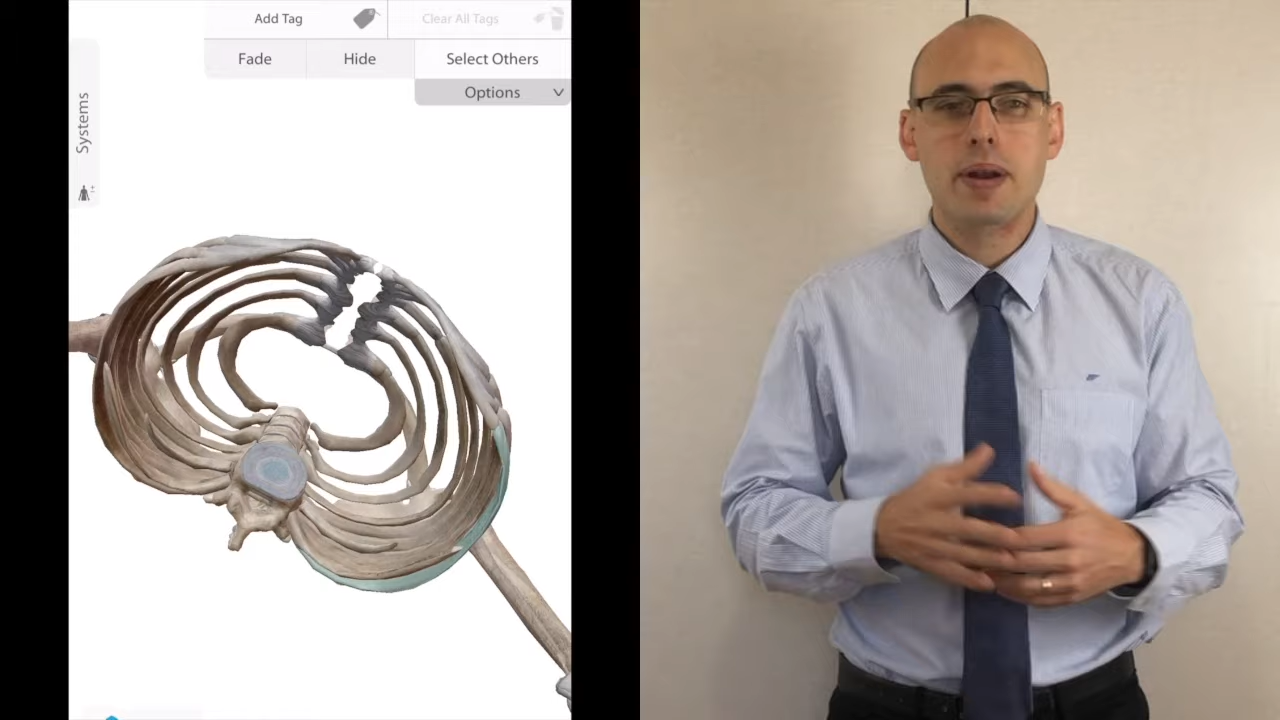 Add Tag
Clear All Tags
Fade
Hide
Select Others
Options
Systems